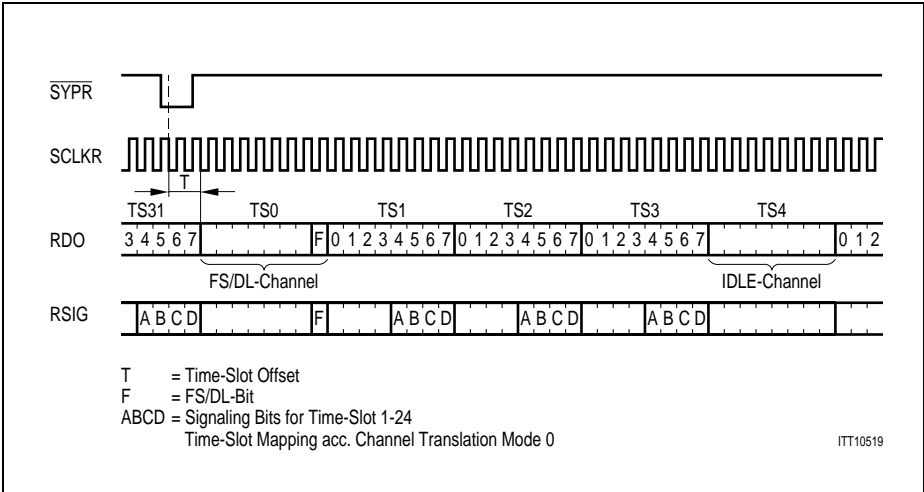 SYPR
SCLKR
T
TS31 TS0 TS1 TS2 TS3 TS4
RDO 3 4 5 6 7 F 0 1 2 3 4 5 6 7 0 1 2 3 4 5 6 7 0 1 2 3 4 5 6 7 0 1 2
FS/DL-Channel IDLE-Channel
RSIG A B C D F A B C D A B C D A B C D
T = Time-Slot Offset
F = FS/DL-Bit
ABCD = Signaling Bits for Time-Slot 1-24
Time-Slot Mapping acc. Channel Translation Mode 0
ITT10519